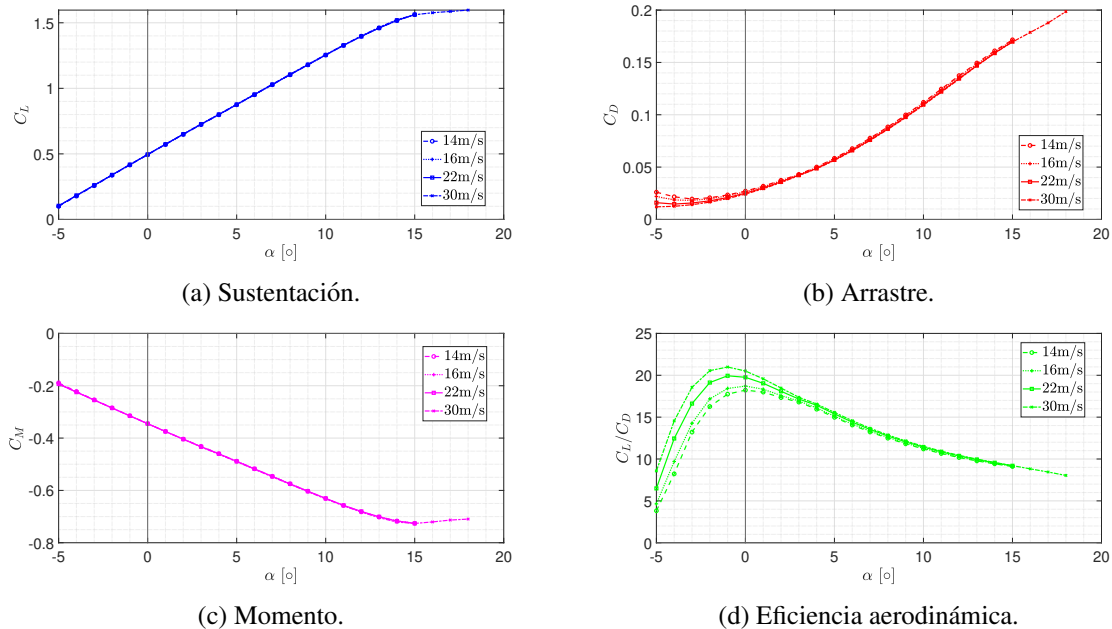 1.6
1
0.5
0
C_L
-5 0 5 10 15 20
α [∘]
14m/s
16m/s
22m/s
30m/s
(a) Sustentación.
0.2
0.15
0.1
0.05
0
C_D
-5 0 5 10 15 20
α [∘]
14m/s
16m/s
22m/s
30m/s
(b) Arrastre.
0
-0.2
-0.4
-0.6
-0.8
C_M
-5 0 5 10 15 20
α [∘]
14m/s
16m/s
22m/s
30m/s
(c) Momento.
25
20
15
10
5
0
C_L/C_D
-5 0 5 10 15 20
α [∘]
14m/s
16m/s
22m/s
30m/s
(d) Eficiencia aerodinámica.